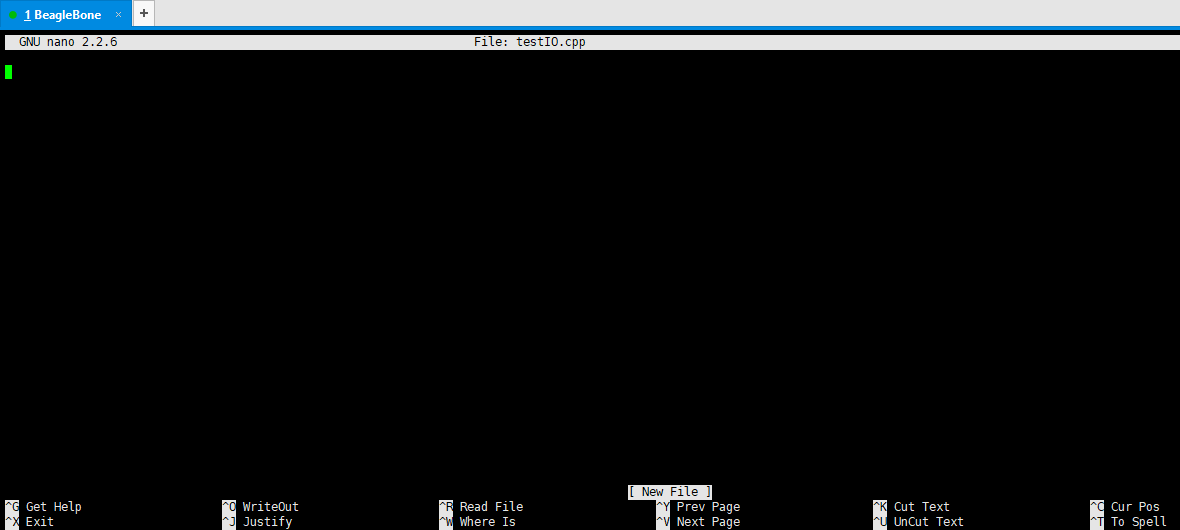 1 BeagleBone × +
GNU nano 2.2.6 File: testIO.cpp
[ New File ]
^G Get Help ^O WriteOut ^R Read File ^Y Prev Page ^K Cut Text ^C Cur Pos
^X Exit ^J Justify ^W Where Is ^V Next Page ^U UnCut Text ^T To Spell